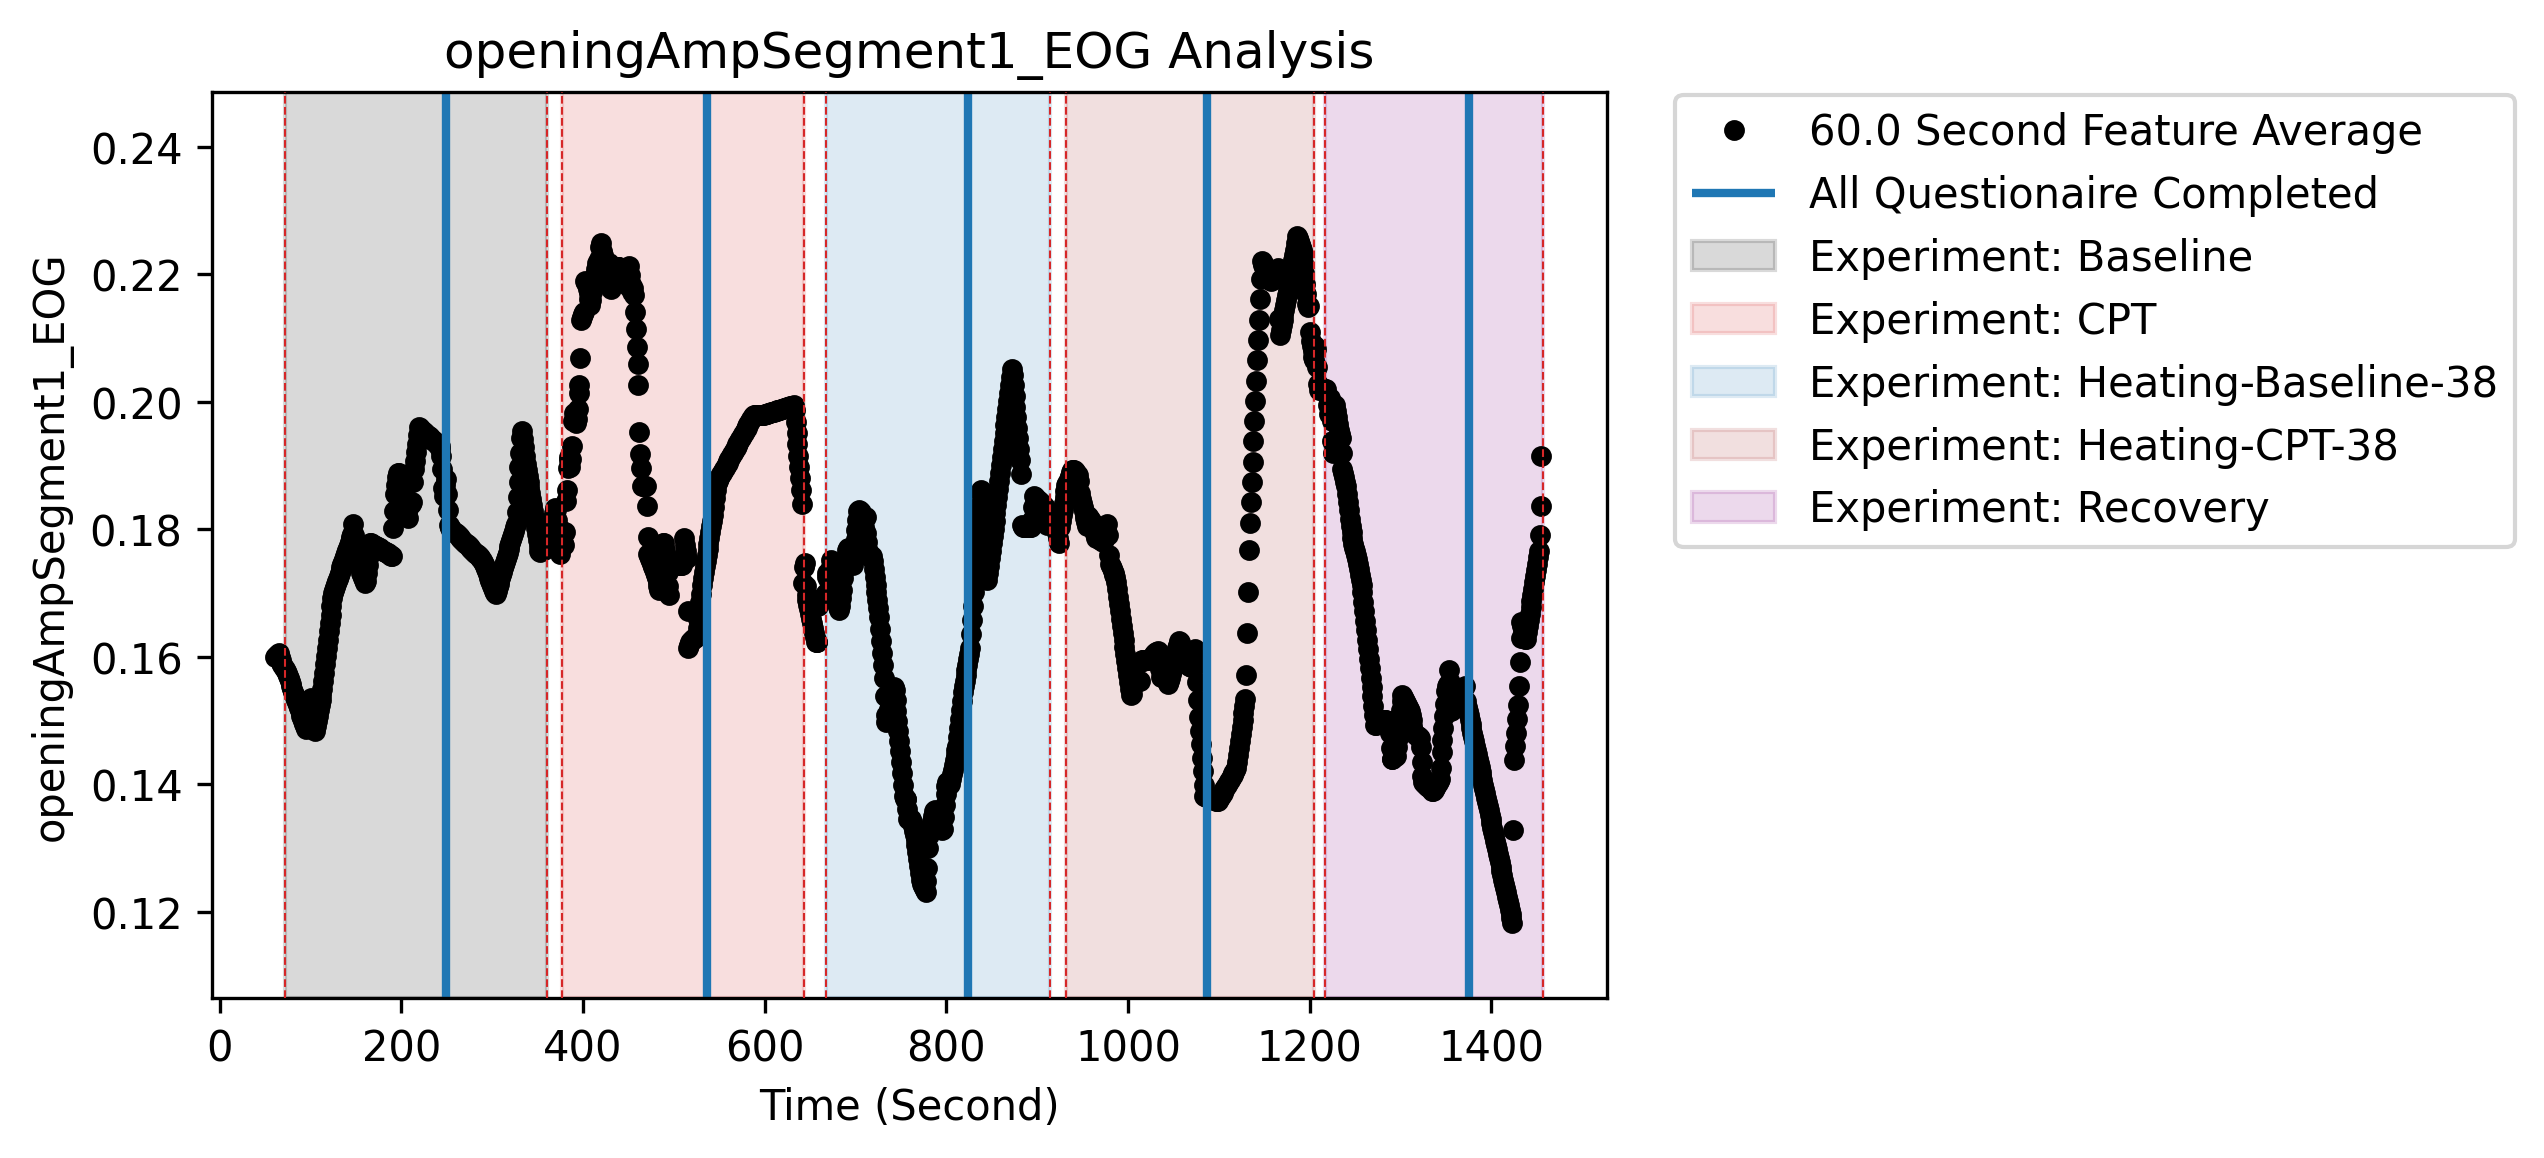 openingAmpSegment1_EOG Analysis
openingAmpSegment1_EOG
0.24
0.22
0.20
0.18
0.16
0.14
0.12
0
200
400
600
800
1000
1200
1400
Time (Second)
60.0 Second Feature Average
All Questionaire Completed
Experiment: Baseline
Experiment: CPT
Experiment: Heating-Baseline-38
Experiment: Heating-CPT-38
Experiment: Recovery